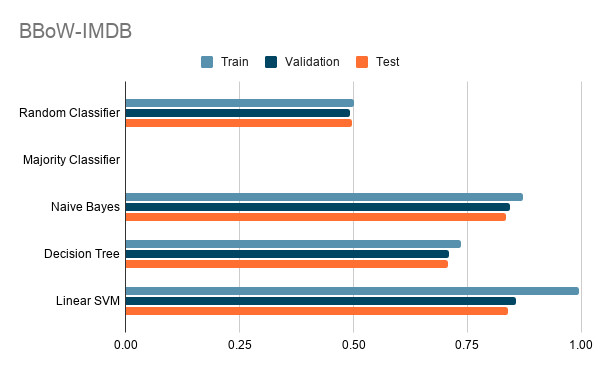 BBoW-IMDB
Train Validation Test
Random Classifier
Majority Classifier
Naive Bayes
Decision Tree
Linear SVM
0.00 0.25 0.50 0.75 1.00